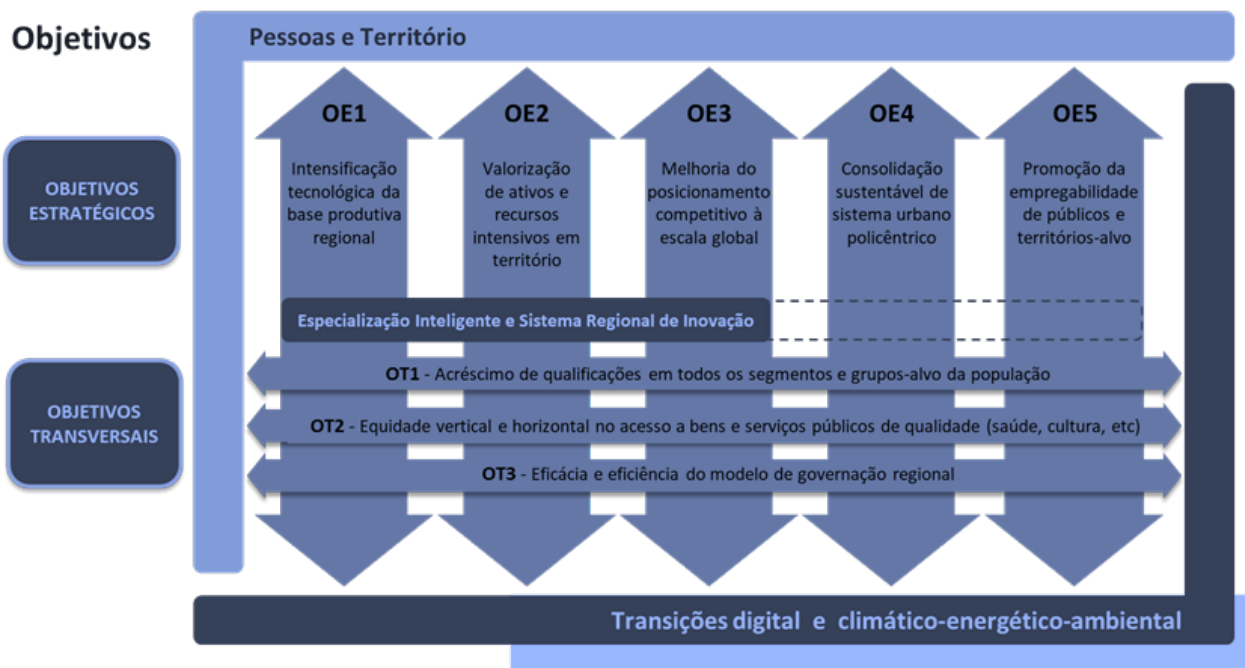 Objetivos
Pessoas e Território
OBJETIVOS
ESTRATÉGICOS
OE1
Intensificação
tecnológica da
base produtiva
regional
OE2
Valorização
de ativos e
recursos
intensivos em
território
OE3
Melhoria do
posicionamento
competitivo à
escala global
OE4
Consolidação
sustentável de
sistema urbano
policêntrico
OE5
Promoção da
empregabilidade
de públicos e
territórios-alvo
Especialização Inteligente e Sistema Regional de Inovação
OBJETIVOS
TRANSVERSAIS
OT1 - Acréscimo de qualificações em todos os segmentos e grupos-alvo da população
OT2 - Equidade vertical e horizontal no acesso a bens e serviços públicos de qualidade (saúde, cultura, etc)
OT3 - Eficácia e eficiência do modelo de governação regional
Transições digital e climático-energético-ambiental